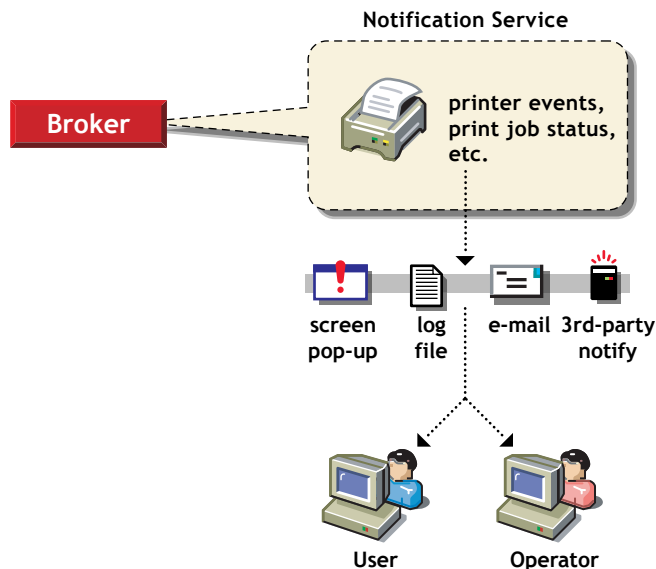 Notification Service
Broker
printer events,
print job status,
etc.
screen
pop-up
log
file
e-mail
3rd-party
notify
User
Operator